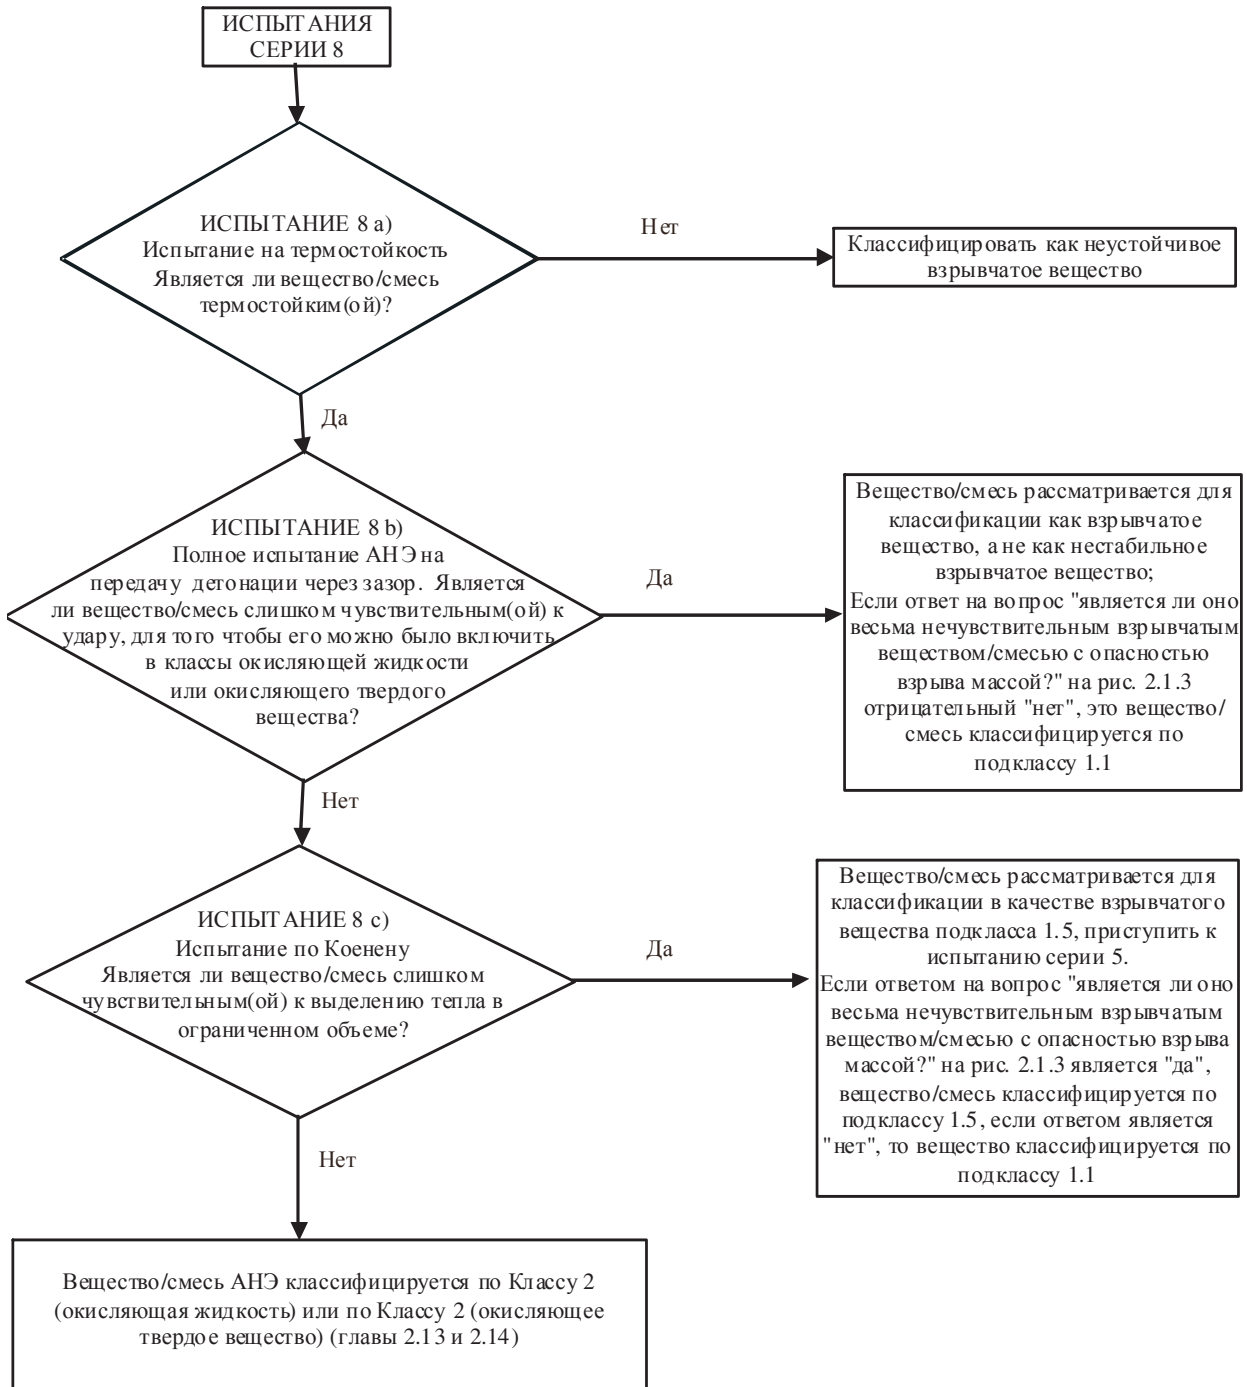 ИСПЫТАНИЯ
СЕРИИ 8
ИСПЫТАНИЕ 8 а)
Испытание на термостойкость
Является ли вещество/смесь
термостойким(ой)?
Нет
Классифицировать как неустойчивое
взрывчатое вещество
Да
ИСПЫТАНИЕ 8 b)
Полное испытание АНЭ на
передачу детонации через зазор. Является
ли вещество/смесь слишком чувствительным(ой) к
удару, для того чтобы его можно было включить
в классы окисляющей жидкости
или окисляющего твердого
вещества?
Да
Вещество/смесь рассматривается для
классификации как взрывчатое
вещество, а не как нестабильное
взрывчатое вещество;
Если ответ на вопрос "является ли оно
весьма нечувствительным взрывчатым
веществом/смесью с опасностью
взрыва массой?" на рис. 2.1.3
отрицательный "нет", это вещество/
смесь классифицируется по
подклассу 1.1
Нет
ИСПЫТАНИЕ 8 с)
Испытание по Коенену
Является ли вещество/смесь слишком
чувствительным(ой) к выделению тепла в
ограниченном объеме?
Да
Вещество/смесь рассматривается для
классификации в качестве взрывчатого
вещества подкласса 1.5, приступить к
испытанию серии 5.
Если ответом на вопрос "является ли оно
весьма нечувствительным взрывчатым
веществом/смесью с опасностью взрыва
массой?" на рис. 2.1.3 является "да",
вещество/смесь классифицируется по
подклассу 1.5, если ответом является
"нет", то вещество классифицируется по
подклассу 1.1
Нет
Вещество/смесь АНЭ классифицируется по Классу 2
(окисляющая жидкость) или по Классу 2 (окисляющее
твердое вещество) (главы 2.13 и 2.14)